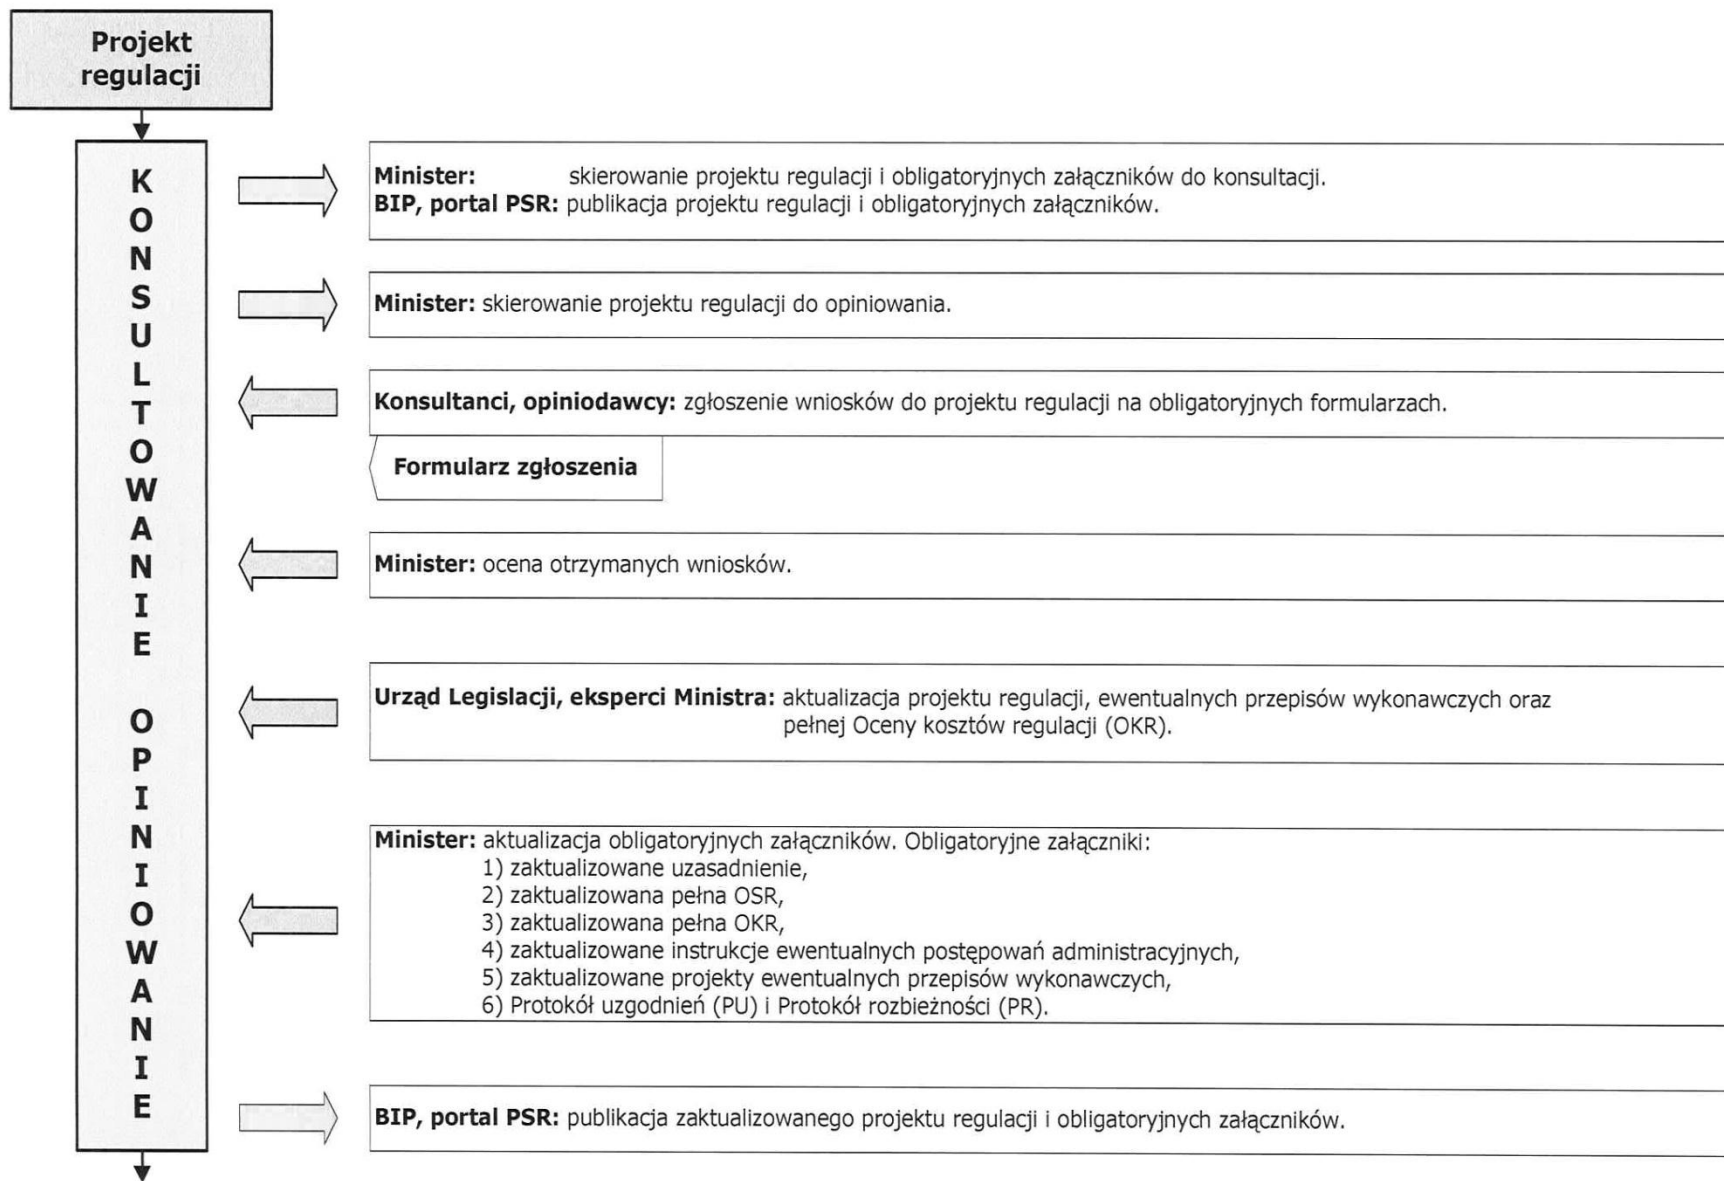 Projekt
regulacji
KONSULTOWANIE OPINIOWANIE
Minister: skierowanie projektu regulacji i obligatoryjnych załączników do konsultacji.
BIP, portal PSR: publikacja projektu regulacji i obligatoryjnych załączników.
Minister: skierowanie projektu regulacji do opiniowania.
Konsultanci, opiniodawcy: zgłoszenie wniosków do projektu regulacji na obligatoryjnych formularzach.
Formularz zgłoszenia
Minister: ocena otrzymanych wniosków.
Urząd Legislacji, eksperci Ministra: aktualizacja projektu regulacji, ewentualnych przepisów wykonawczych oraz
pełnej Oceny kosztów regulacji (OKR).
Minister: aktualizacja obligatoryjnych załączników. Obligatoryjne załączniki:
1) zaktualizowane uzasadnienie,
2) zaktualizowana pełna OSR,
3) zaktualizowana pełna OKR,
4) zaktualizowane instrukcje ewentualnych postępowań administracyjnych,
5) zaktualizowane projekty ewentualnych przepisów wykonawczych,
6) Protokół uzgodnień (PU) i Protokół rozbieżności (PR).
BIP, portal PSR: publikacja zaktualizowanego projektu regulacji i obligatoryjnych załączników.